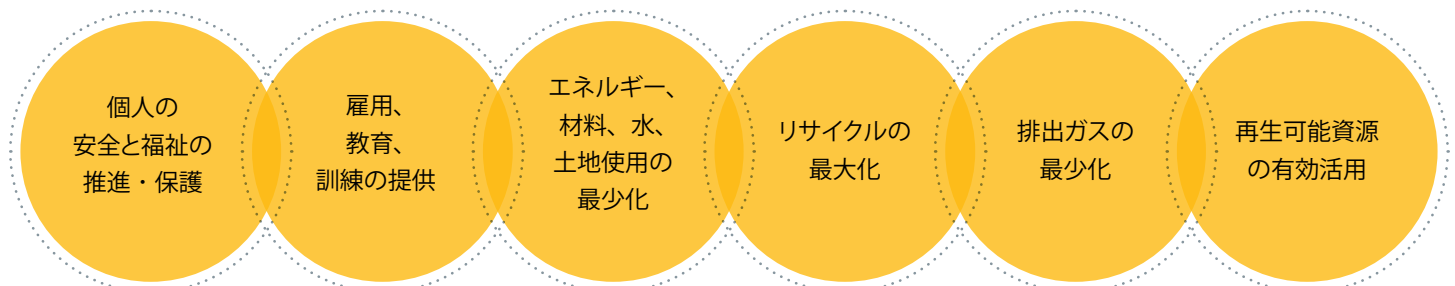 個人の
安全と福祉の
推進・保護
雇用、
教育、
訓練の提供
エネルギー、
材料、水、
土地使用の
最少化
リサイクルの
最大化
排出ガスの
最少化
再生可能資源
の有効活用